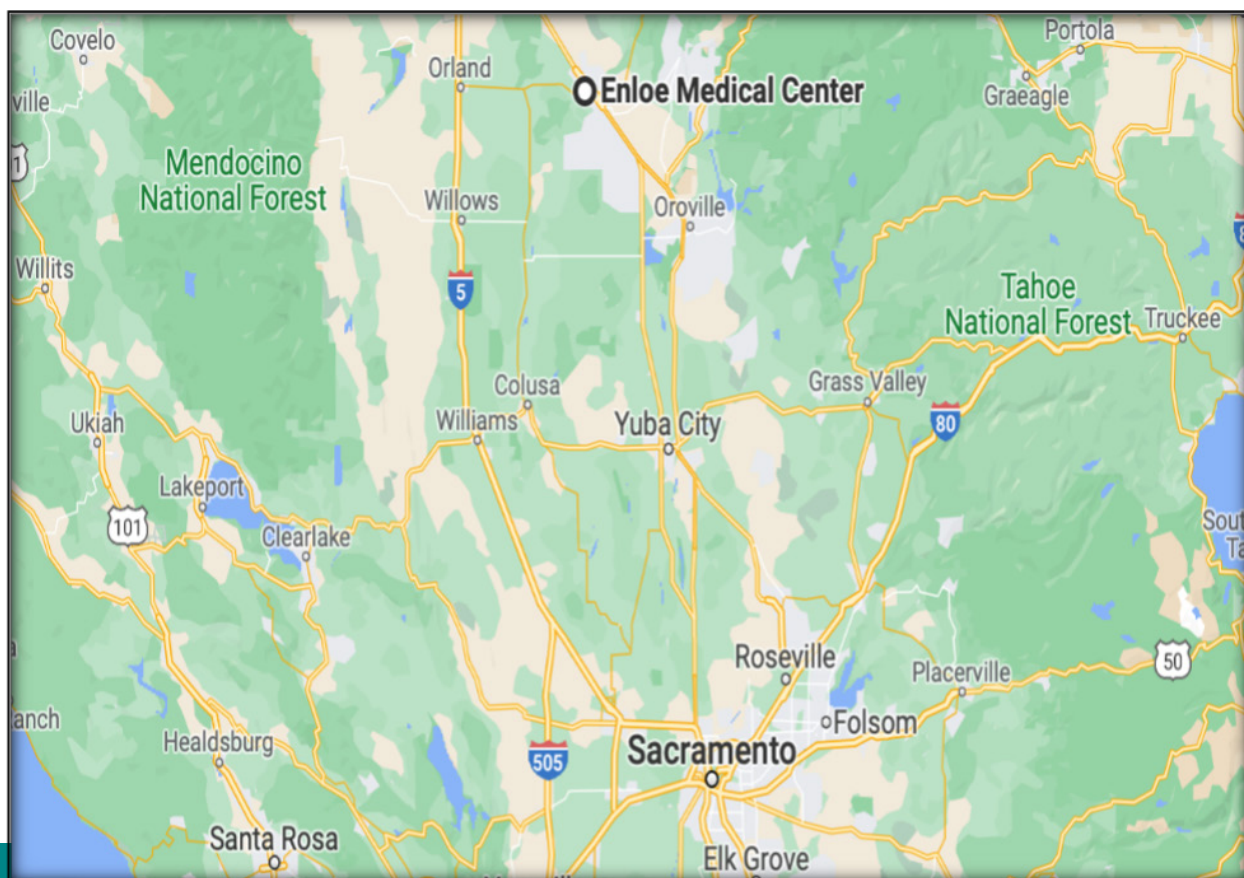 Covelo
Portola
Orland
Enloe Medical Center
Graeagle
Mendocino
National Forest
Willows
Oroville
Willits
5
Tahoe
National Forest
Truckee
Colusa
Grass Valley
Ukiah
Williams
Yuba City
80
Lakeport
101
Clearlake
Roseville
50
Placerville
Folsom
Healdsburg
Sacramento
505
Santa Rosa
Elk Grove